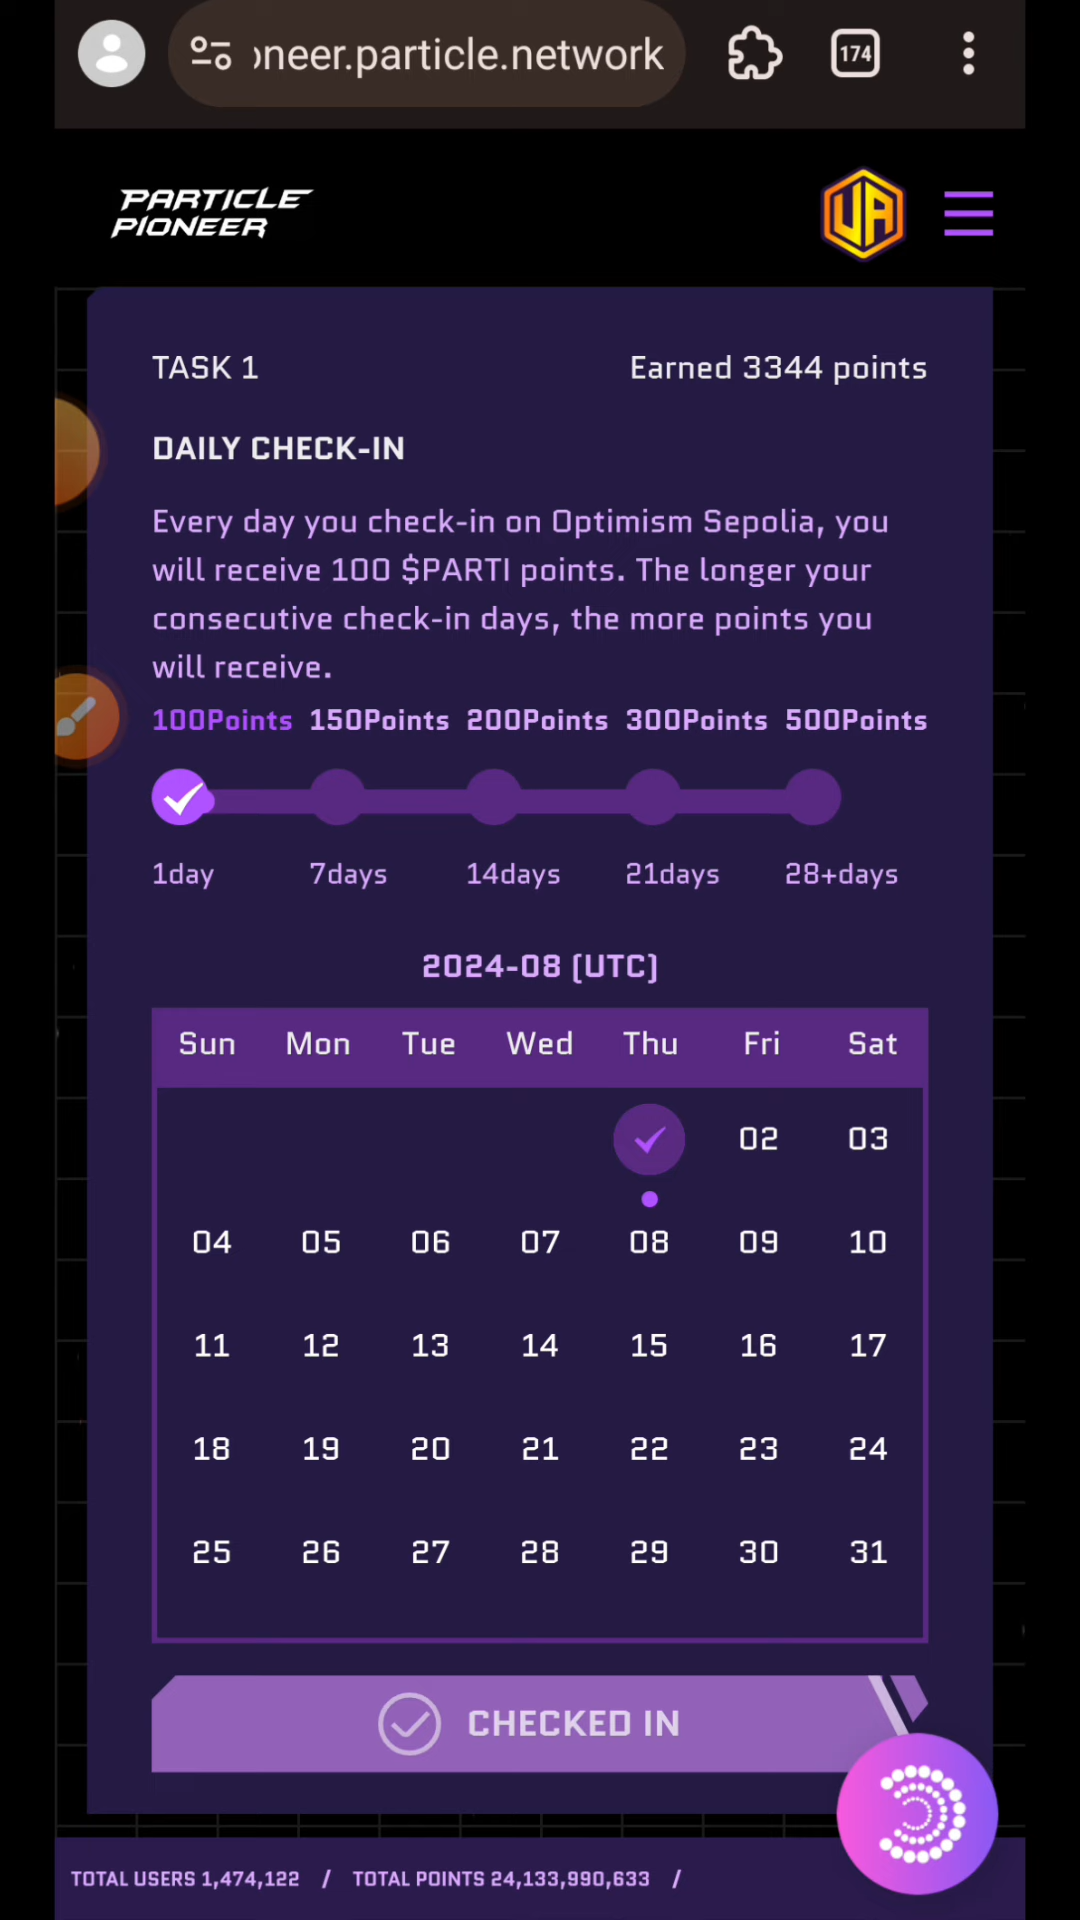 oneer.particle.network
174
PARTICLE
PIONEER
UA
TASK 1
Earned 3344 points
DAILY CHECK-IN
Every day you check-in on Optimism Sepolia, you
will receive 100 $PARTI points. The longer your
consecutive check-in days, the more points you
will receive.
100Points 150Points 200Points 300Points 500Points
1day 7days 14days 21days 28+days
2024-08 (UTC)
Sun Mon Tue Wed Thu Fri Sat
02 03
04 05 06 07 08 09 10
11 12 13 14 15 16 17
18 19 20 21 22 23 24
25 26 27 28 29 30 31
CHECKED IN
TOTAL USERS 1,474,122 / TOTAL POINTS 24,133,990,633 /